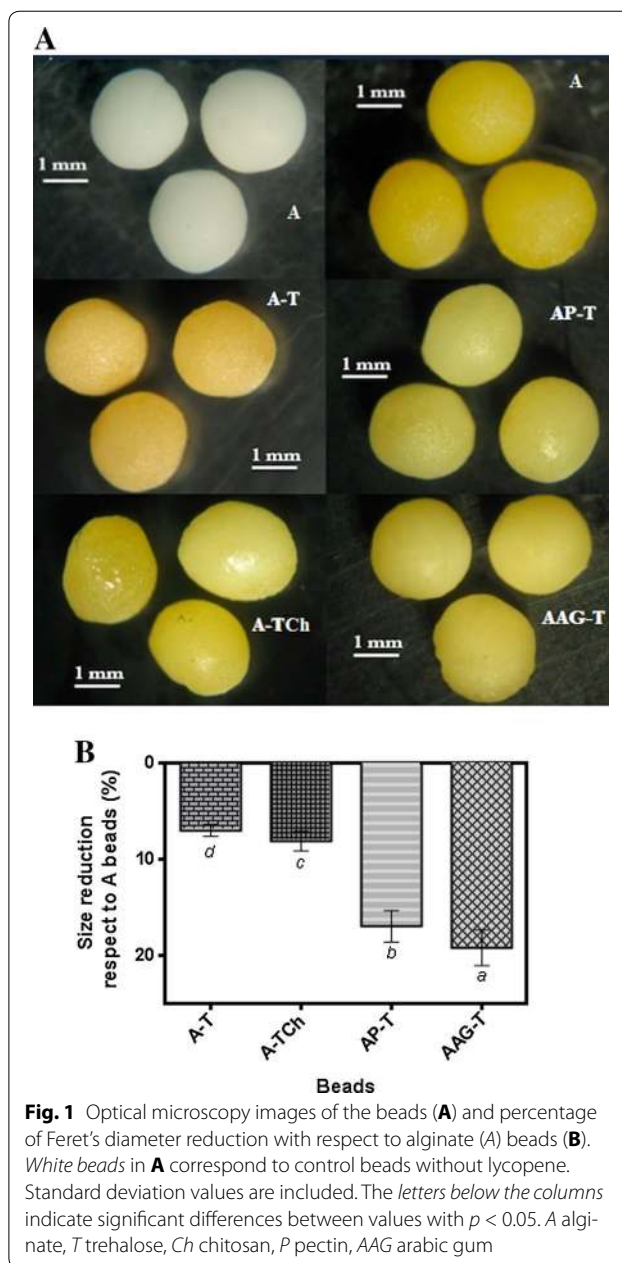 A
1 mm
A
A
1 mm
A-T
1 mm
AP-T
1 mm
A-TCh
1 mm
AAG-T
1 mm
B
Size reduction
respect to A beads (%)
0
10
20
d
c
b
a
A-T
A-TCh
AP-T
AAG-T
Beads
Fig. 1 Optical microscopy images of the beads (A) and percentage
of Feret's diameter reduction with respect to alginate (A) beads (B).
White beads in A correspond to control beads without lycopene.
Standard deviation values are included. The letters below the columns
indicate significant differences between values with p < 0.05. A algi-
nate, T trehalose, Ch chitosan, P pectin, AAG arabic gum